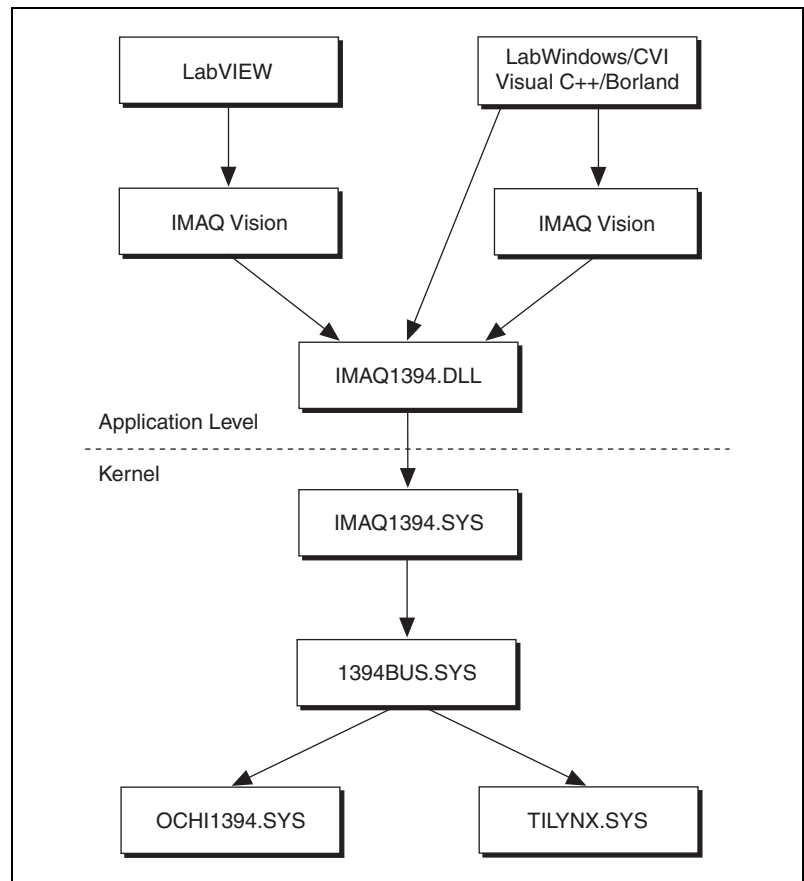 LabVIEW
LabWindows/CVI
Visual C++/Borland
IMAQ Vision
IMAQ Vision
IMAQ1394.DLL
Application Level
Kernel
IMAQ1394.SYS
1394BUS.SYS
OCHI1394.SYS
TILYNX.SYS